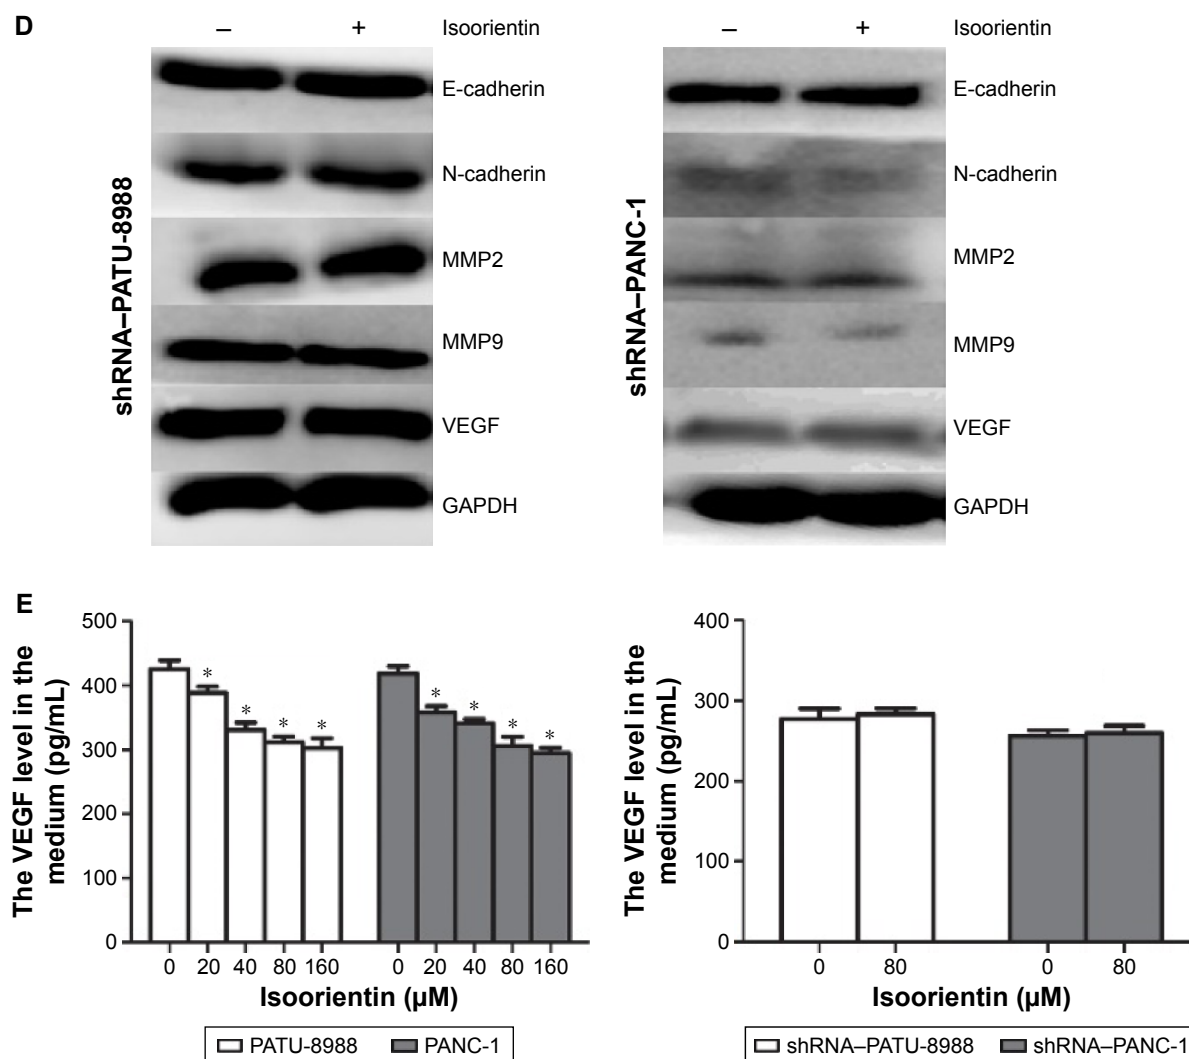 D
– + Isoorientin
shRNA–PATU-8988
E-cadherin
N-cadherin
MMP2
MMP9
VEGF
GAPDH
– + Isoorientin
shRNA–PANC-1
E-cadherin
N-cadherin
MMP2
MMP9
VEGF
GAPDH
E
The VEGF level in the
medium (pg/mL)
500
400
300
200
100
0
* * * * * * * *
0 20 40 80 160 0 20 40 80 160
Isoorientin (µM)
PATU-8988 PANC-1
The VEGF level in the
medium (pg/mL)
400
300
200
100
0
0 80 0 80
Isoorientin (µM)
shRNA–PATU-8988 shRNA–PANC-1